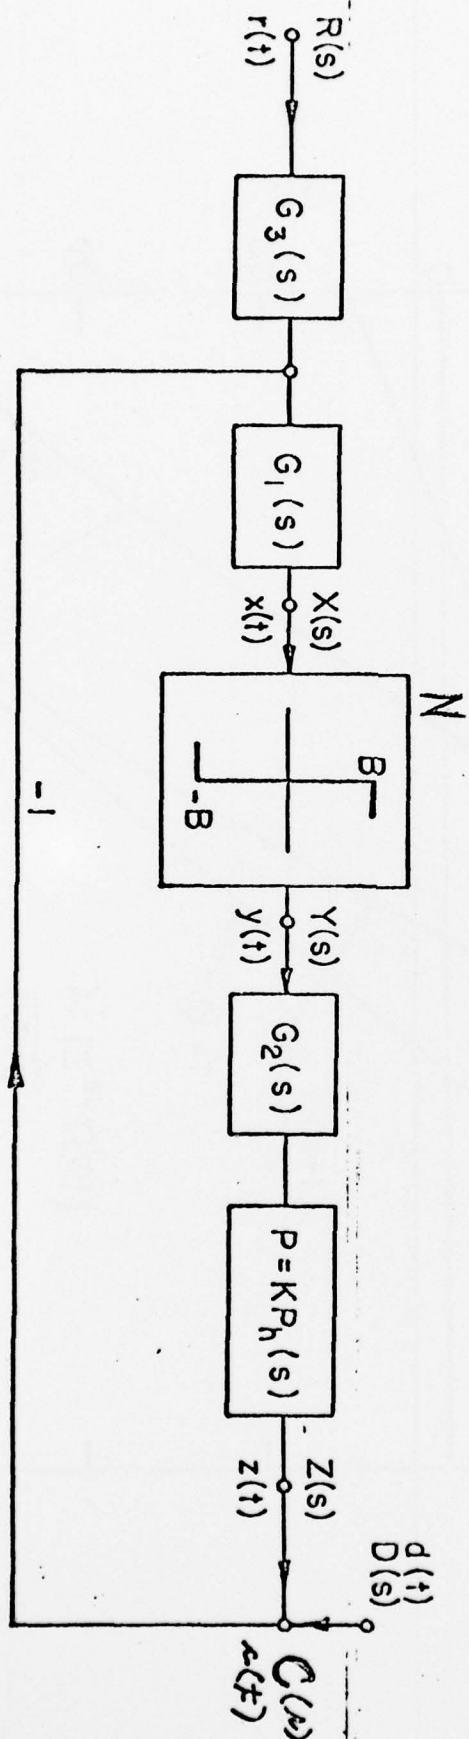 R(s)
r(t)
G3(s)
G1(s)
X(s)
x(t)
N
B
-B
Y(s)
y(t)
G2(s)
P = KPh(s)
Z(s)
z(t)
d(t)
D(s)
C(s)
c(t)
-1